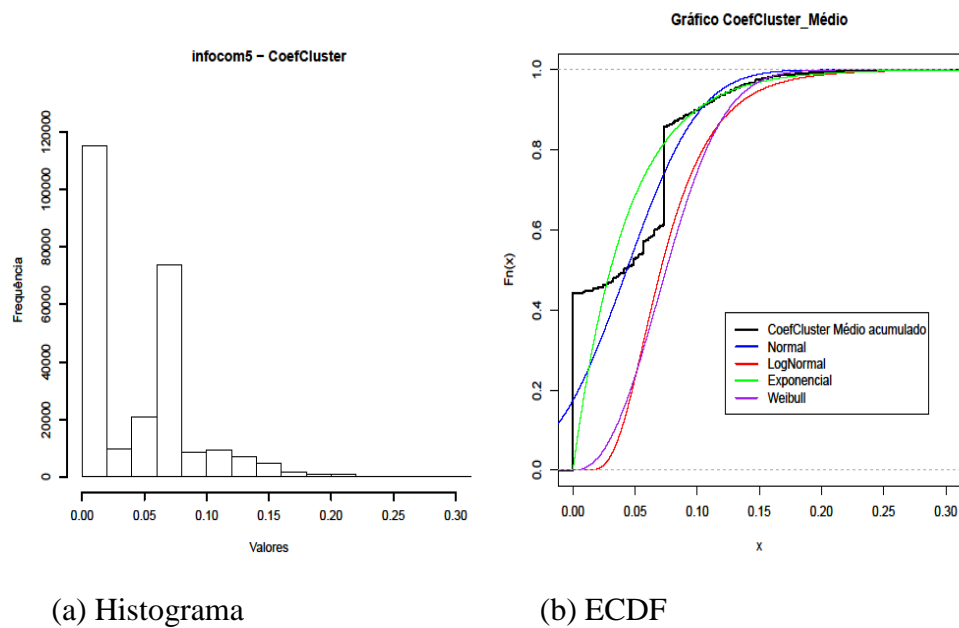 infocom5 − CoefCluster
Frequência
120000
100000
80000
60000
40000
20000
0
0.00 0.05 0.10 0.15 0.20 0.25 0.30
Valores
(a) Histograma
Gráfico CoefCluster_Médio
Fn(x)
1.0
0.8
0.6
0.4
0.2
0.0
CoefCluster Médio acumulado
Normal
LogNormal
Exponencial
Weibull
0.00 0.05 0.10 0.15 0.20 0.25 0.30
x
(b) ECDF